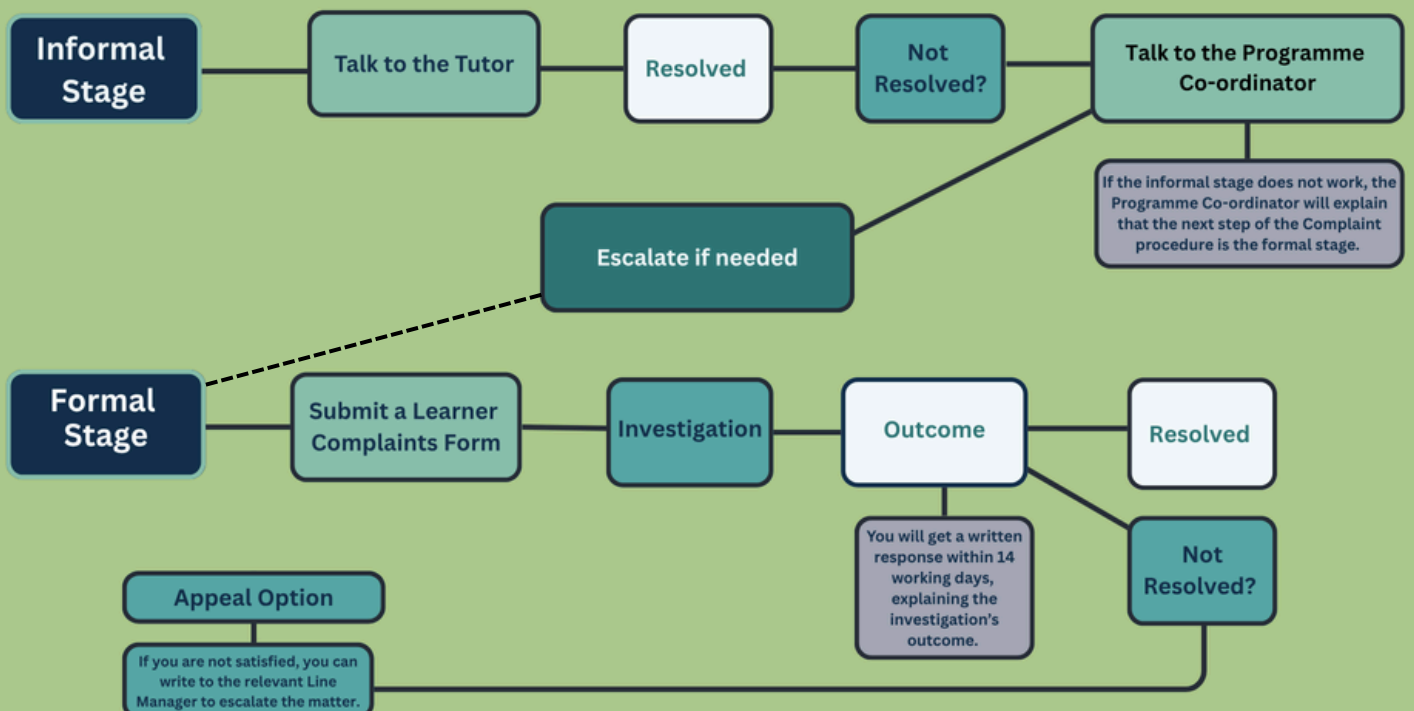 Informal
Stage
Talk to the Tutor
Resolved
Not
Resolved?
Talk to the Programme
Co-ordinator
If the informal stage does not work, the
Programme Co-ordinator will explain
that the next step of the Complaint
procedure is the formal stage.
Escalate if needed
Formal
Stage
Submit a Learner
Complaints Form
Investigation
Outcome
Resolved
You will get a written
response within 14
working days,
explaining the
investigation's
outcome.
Not
Resolved?
Appeal Option
If you are not satisfied, you can
write to the relevant Line
Manager to escalate the matter.